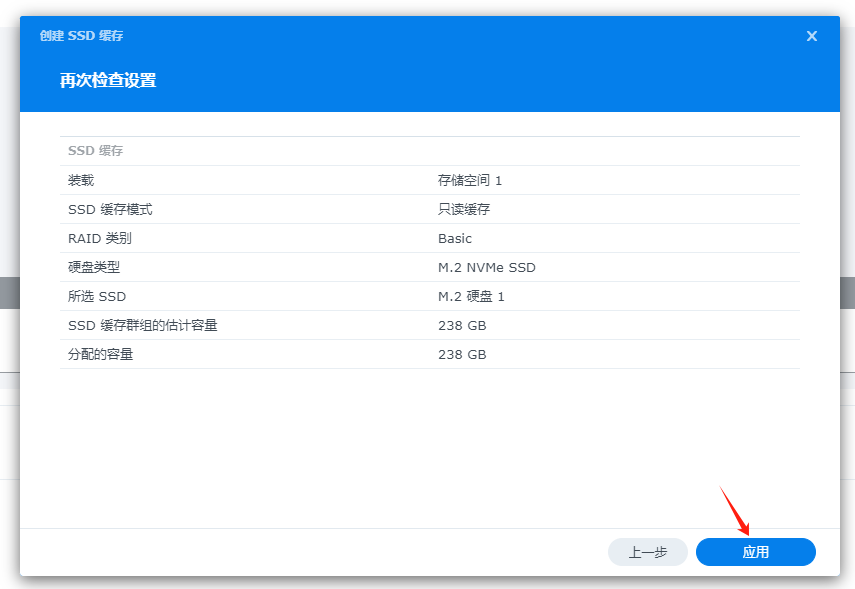 创建 SSD 缓存
再次检查设置
SSD 缓存
装载 存储空间 1
SSD 缓存模式 只读缓存
RAID 类别 Basic
硬盘类型 M.2 NVMe SSD
所选 SSD M.2 硬盘 1
SSD 缓存群组的估计容量 238 GB
分配的容量 238 GB
上一步 应用